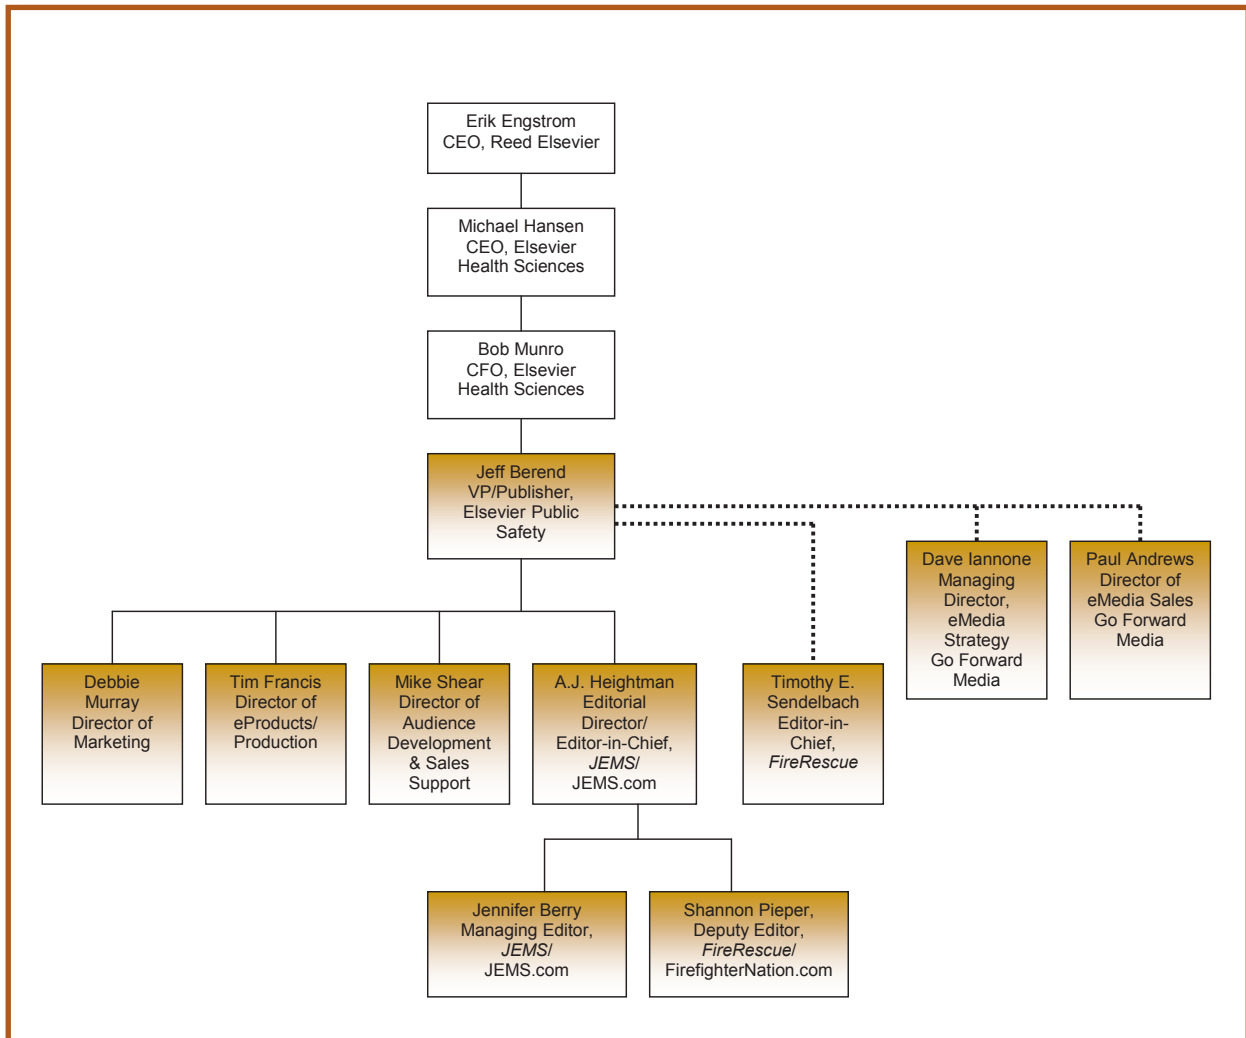 Erik Engstrom
CEO, Reed Elsevier
Michael Hansen
CEO, Elsevier
Health Sciences
Bob Munro
CFO, Elsevier
Health Sciences
Jeff Berend
VP/Publisher,
Elsevier Public
Safety
Dave Iannone
Managing
Director,
eMedia
Strategy
Go Forward
Media
Paul Andrews
Director of
eMedia Sales
Go Forward
Media
Debbie
Murray
Director of
Marketing
Tim Francis
Director of
eProducts/
Production
Mike Shear
Director of
Audience
Development
& Sales
Support
A.J. Heightman
Editorial
Director/
Editor-in-Chief,
JEMS/
JEMS.com
Timothy E.
Sendelbach
Editor-in-
Chief,
FireRescue
Jennifer Berry
Managing Editor,
JEMS/
JEMS.com
Shannon Pieper,
Deputy Editor,
FireRescue/
FirefighterNation.com